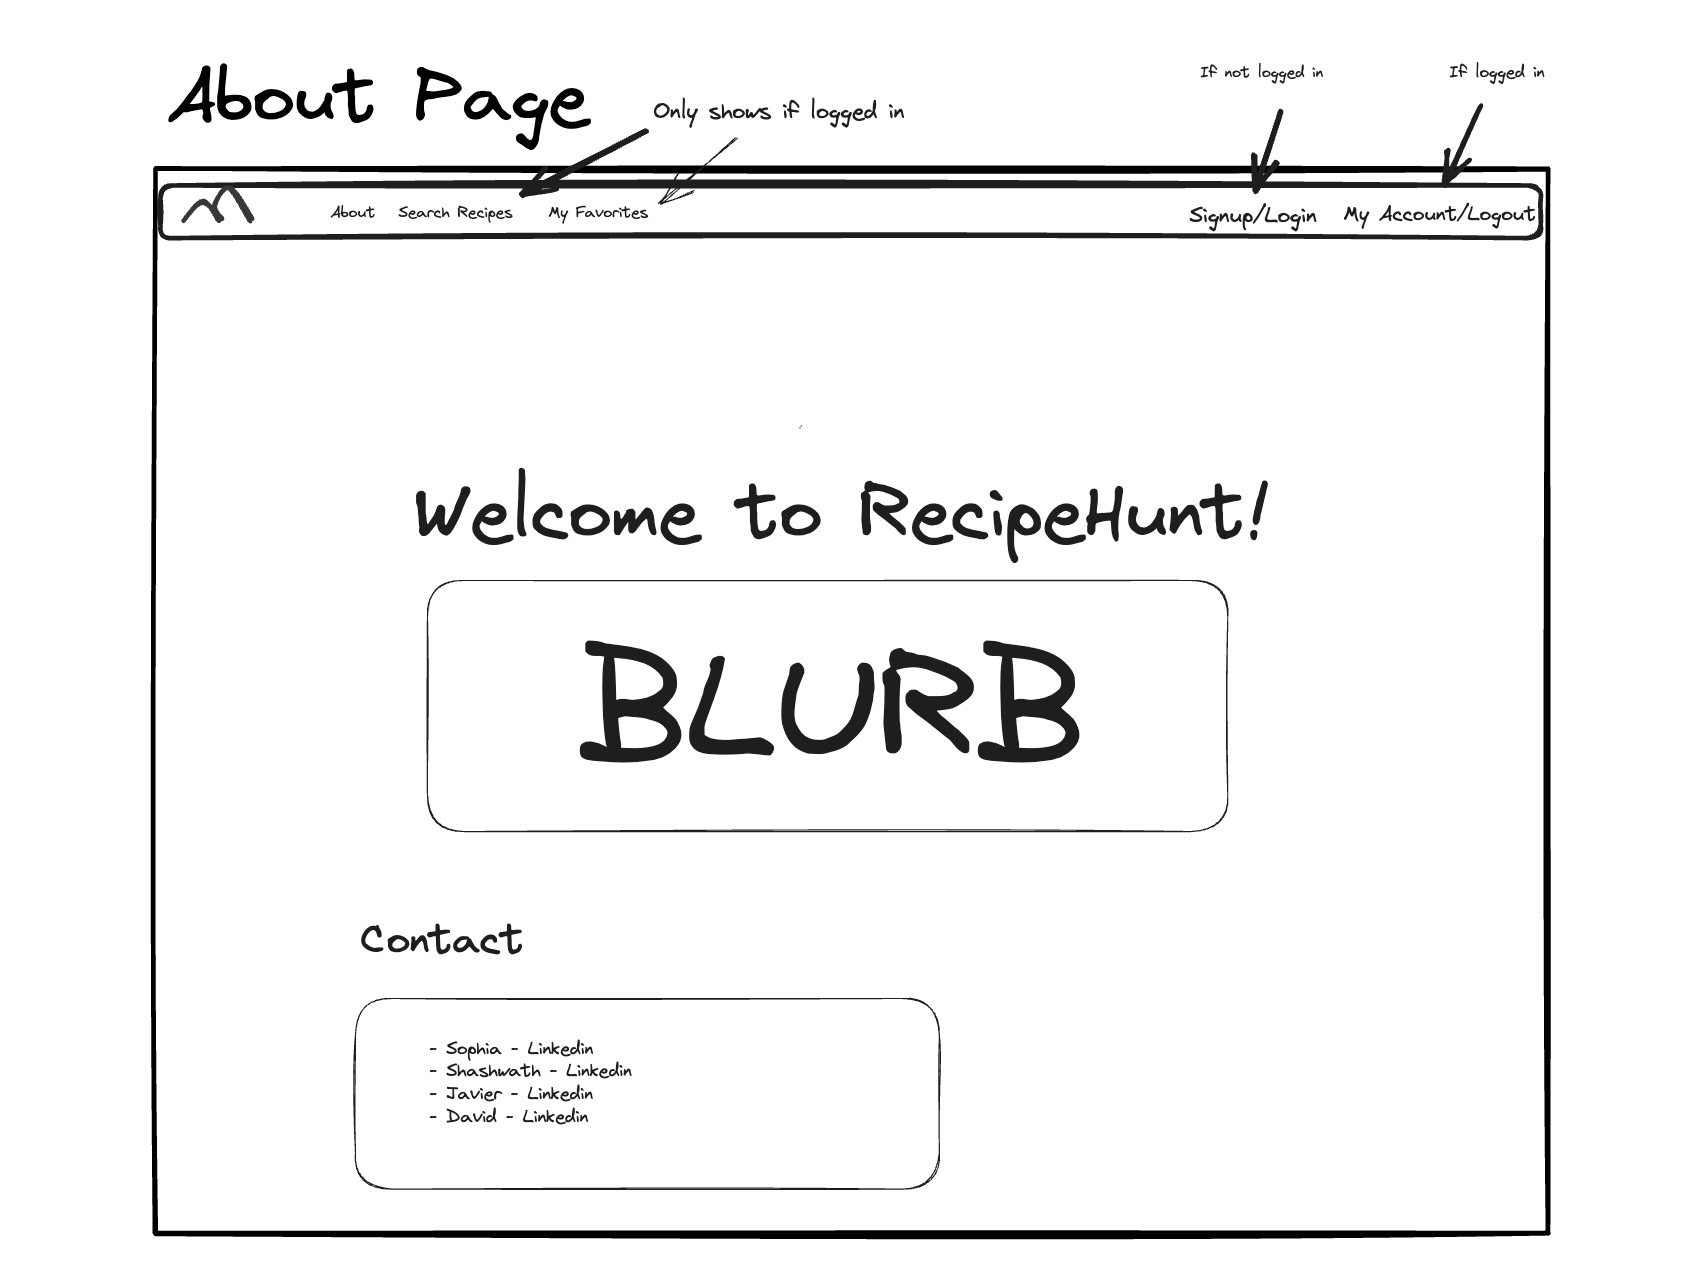 About Page
Only shows if logged in
If not logged in
If logged in
About
Search Recipes
My Favorites
Signup/Login
My Account/Logout
Welcome to RecipeHunt!
BLURB
Contact
- Sophia - Linkedin
- Shashwath - Linkedin
- Javier - Linkedin
- David - Linkedin